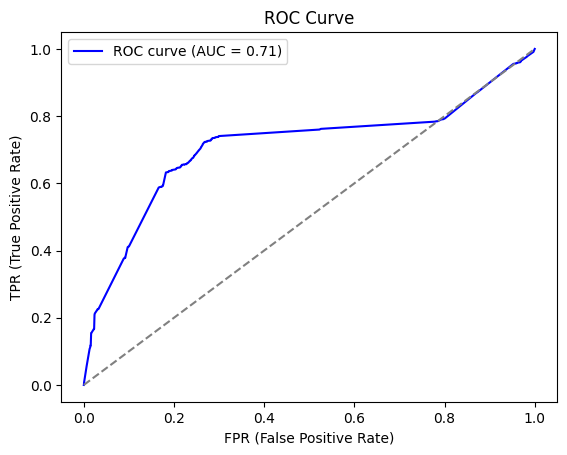 ROC Curve
ROC curve (AUC = 0.71)
1.0
0.8
0.6
0.4
0.2
0.0
TPR (True Positive Rate)
0.0 0.2 0.4 0.6 0.8 1.0
FPR (False Positive Rate)